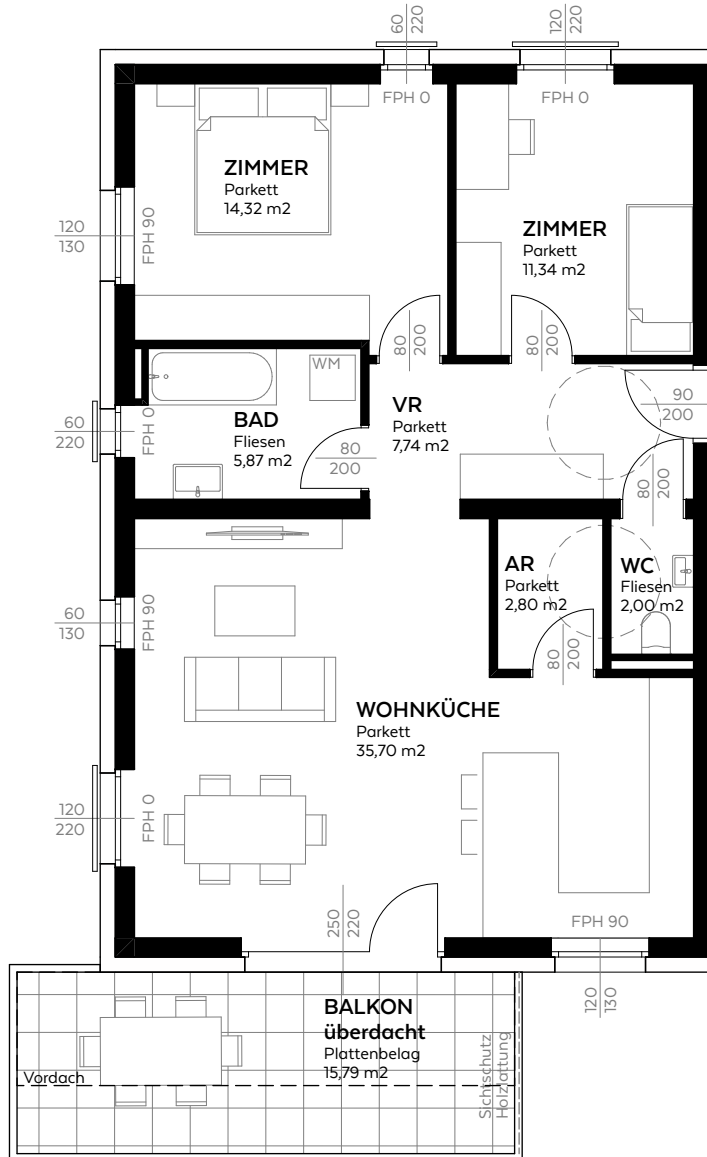 60
220
120
220
FPH 0
FPH 0
ZIMMER
Parkett
14,32 m2
ZIMMER
Parkett
11,34 m2
120
130
FPH 90
80
200
80
200
WM
BAD
Fliesen
5,87 m2
60
220
FPH 0
80
200
VR
Parkett
7,74 m2
90
200
80
200
AR
Parkett
2,80 m2
WC
Fliesen
2,00 m2
60
130
FPH 90
80
200
WOHNKÜCHE
Parkett
35,70 m2
120
220
FPH 0
250
220
FPH 90
120
130
BALKON
überdacht
Plattenbelag
15,79 m2
Vordach
Sichtschutz
Holzlattung